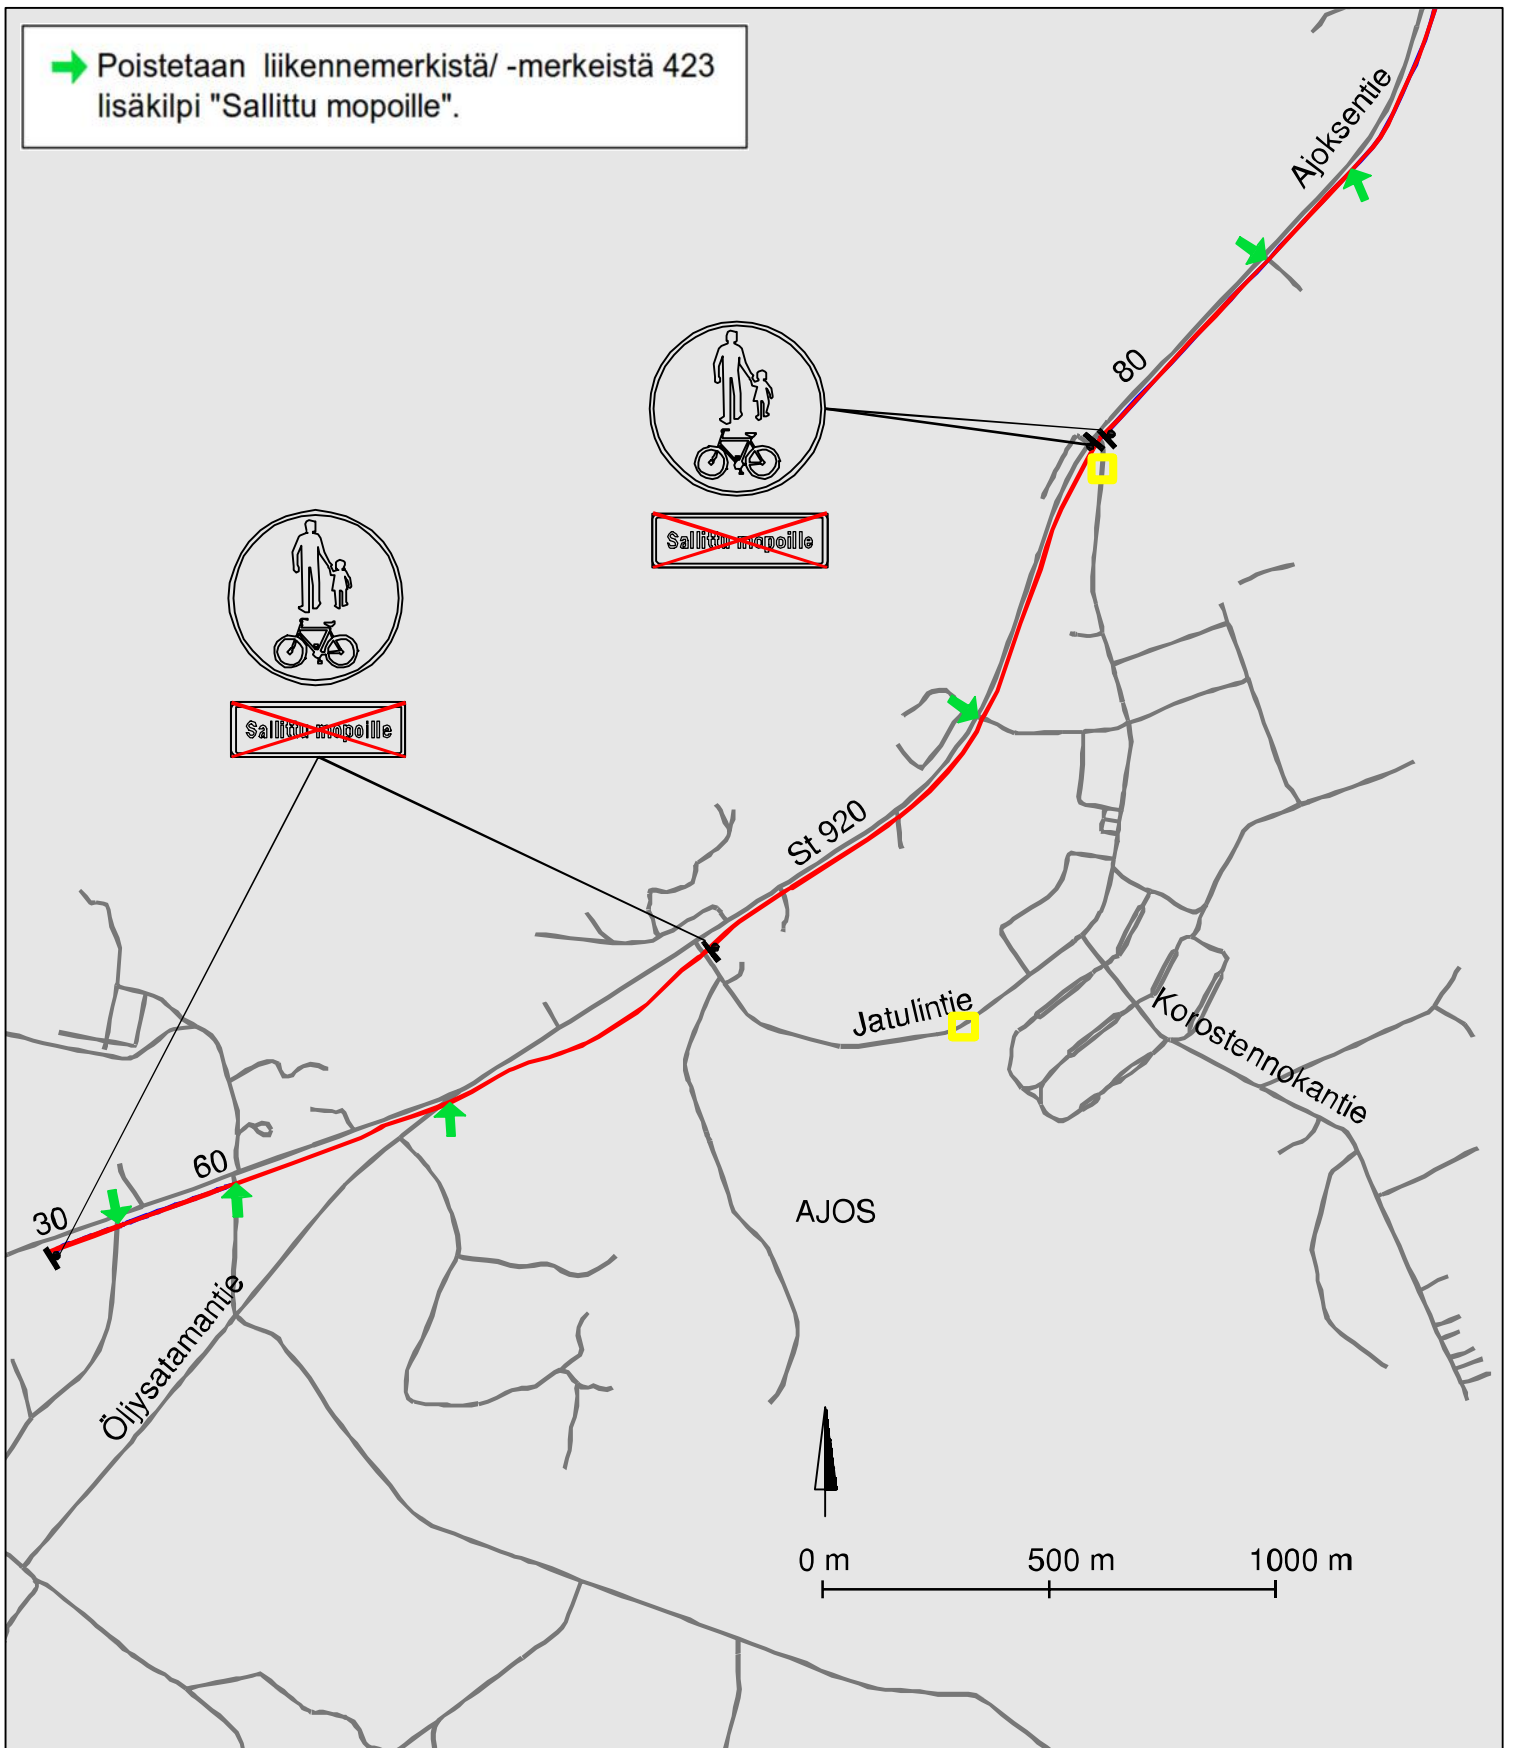 Poistetaan liikennemerkistä/ -merkeistä 423
lisäkilpi "Sallittu mopoille".
Ajoksentie
80
Sallittu mopoille
Sallittu mopoille
St 920
Jatulintie
Korostennokantie
60
30
AJOS
Öljysatamantie
0 m
500 m
1000 m